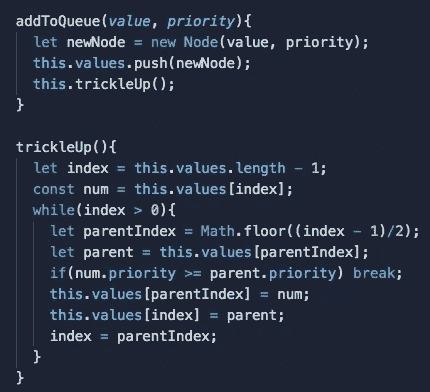 addToQueue(value, priority){
  let newNode = new Node(value, priority);
  this.values.push(newNode);
  this.trickleUp();
}

trickleUp(){
  let index = this.values.length - 1;
  const num = this.values[index];
  while(index > 0){
    let parentIndex = Math.floor((index - 1)/2);
    let parent = this.values[parentIndex];
    if(num.priority >= parent.priority) break;
    this.values[parentIndex] = num;
    this.values[index] = parent;
    index = parentIndex;
  }
}